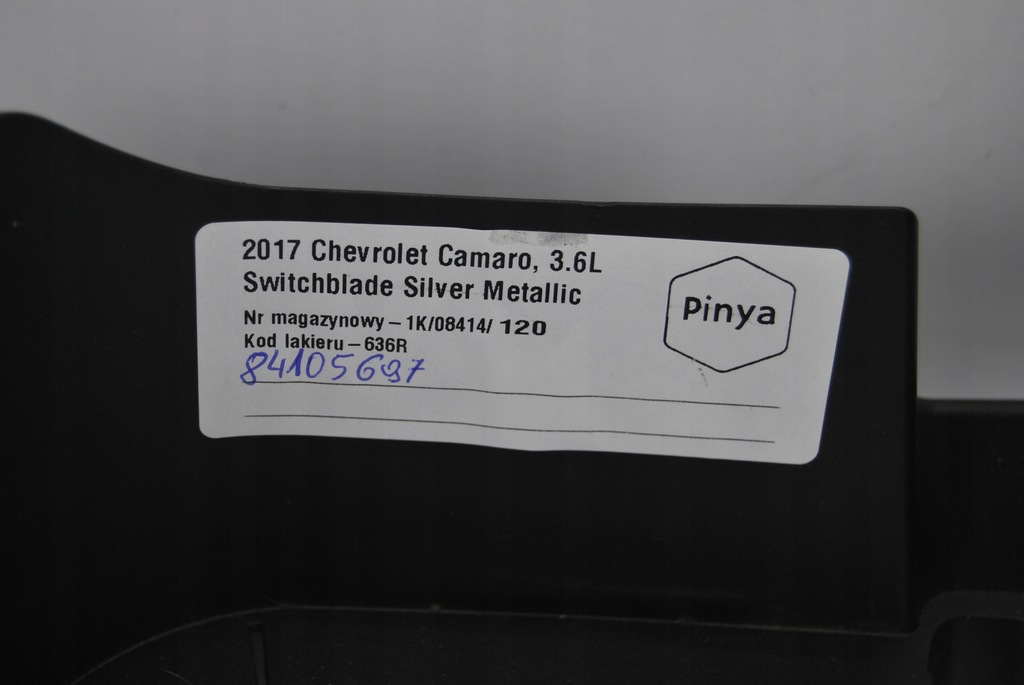 2017 Chevrolet Camaro, 3.6L
Switchblade Silver Metallic
Nr magazynowy – 1K/08414/ 120
Kod lakieru – 636R
84105697
Pinya